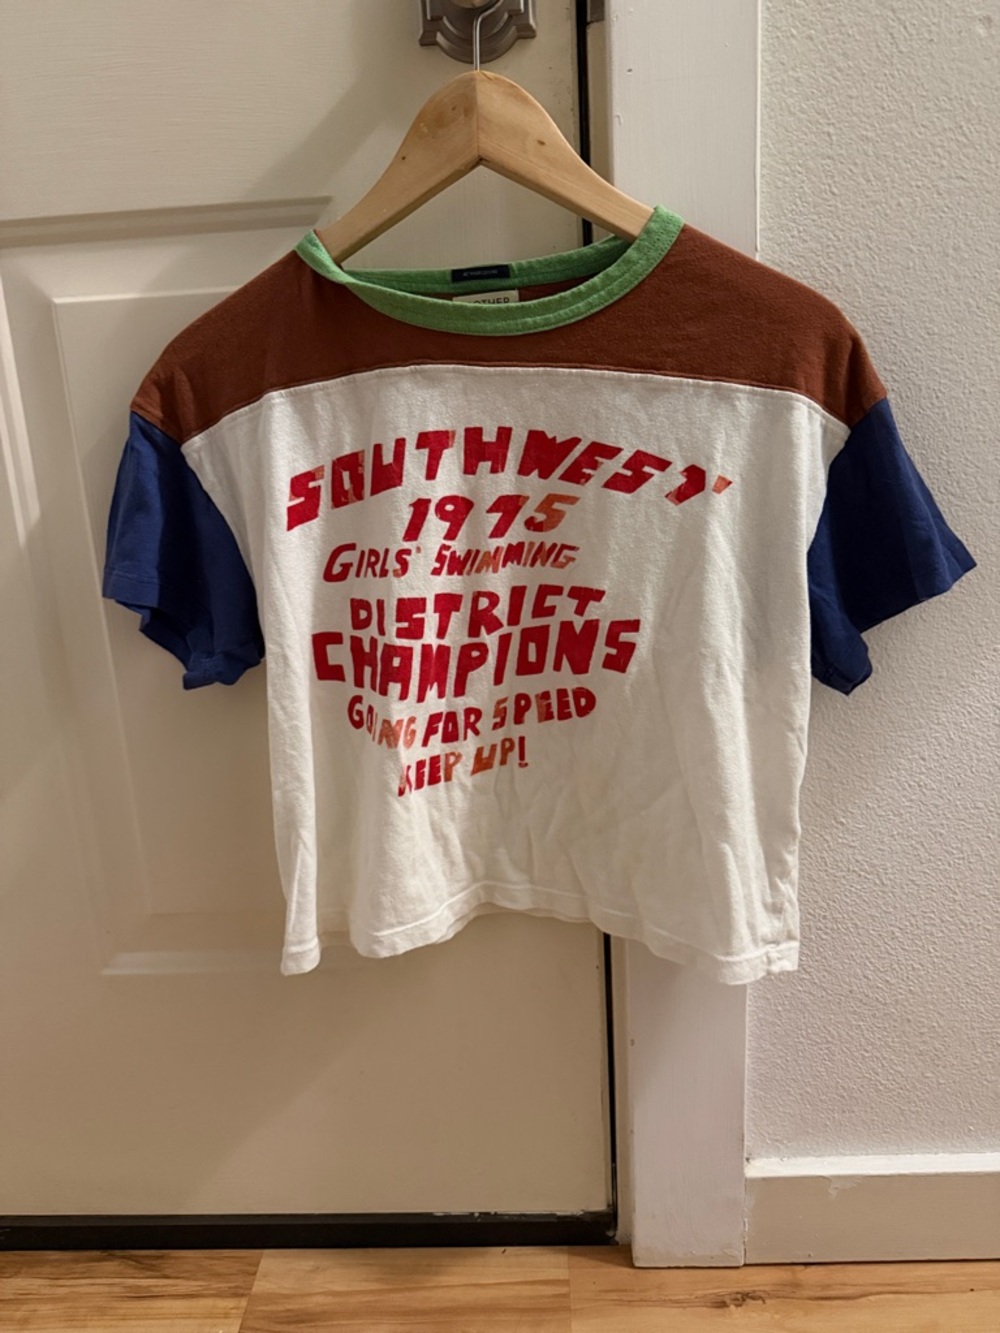 SOUTHWEST
1975
GIRLS' SWIMMING
DISTRICT
CHAMPIONS
GOING FOR SPEED
KEEP UP!